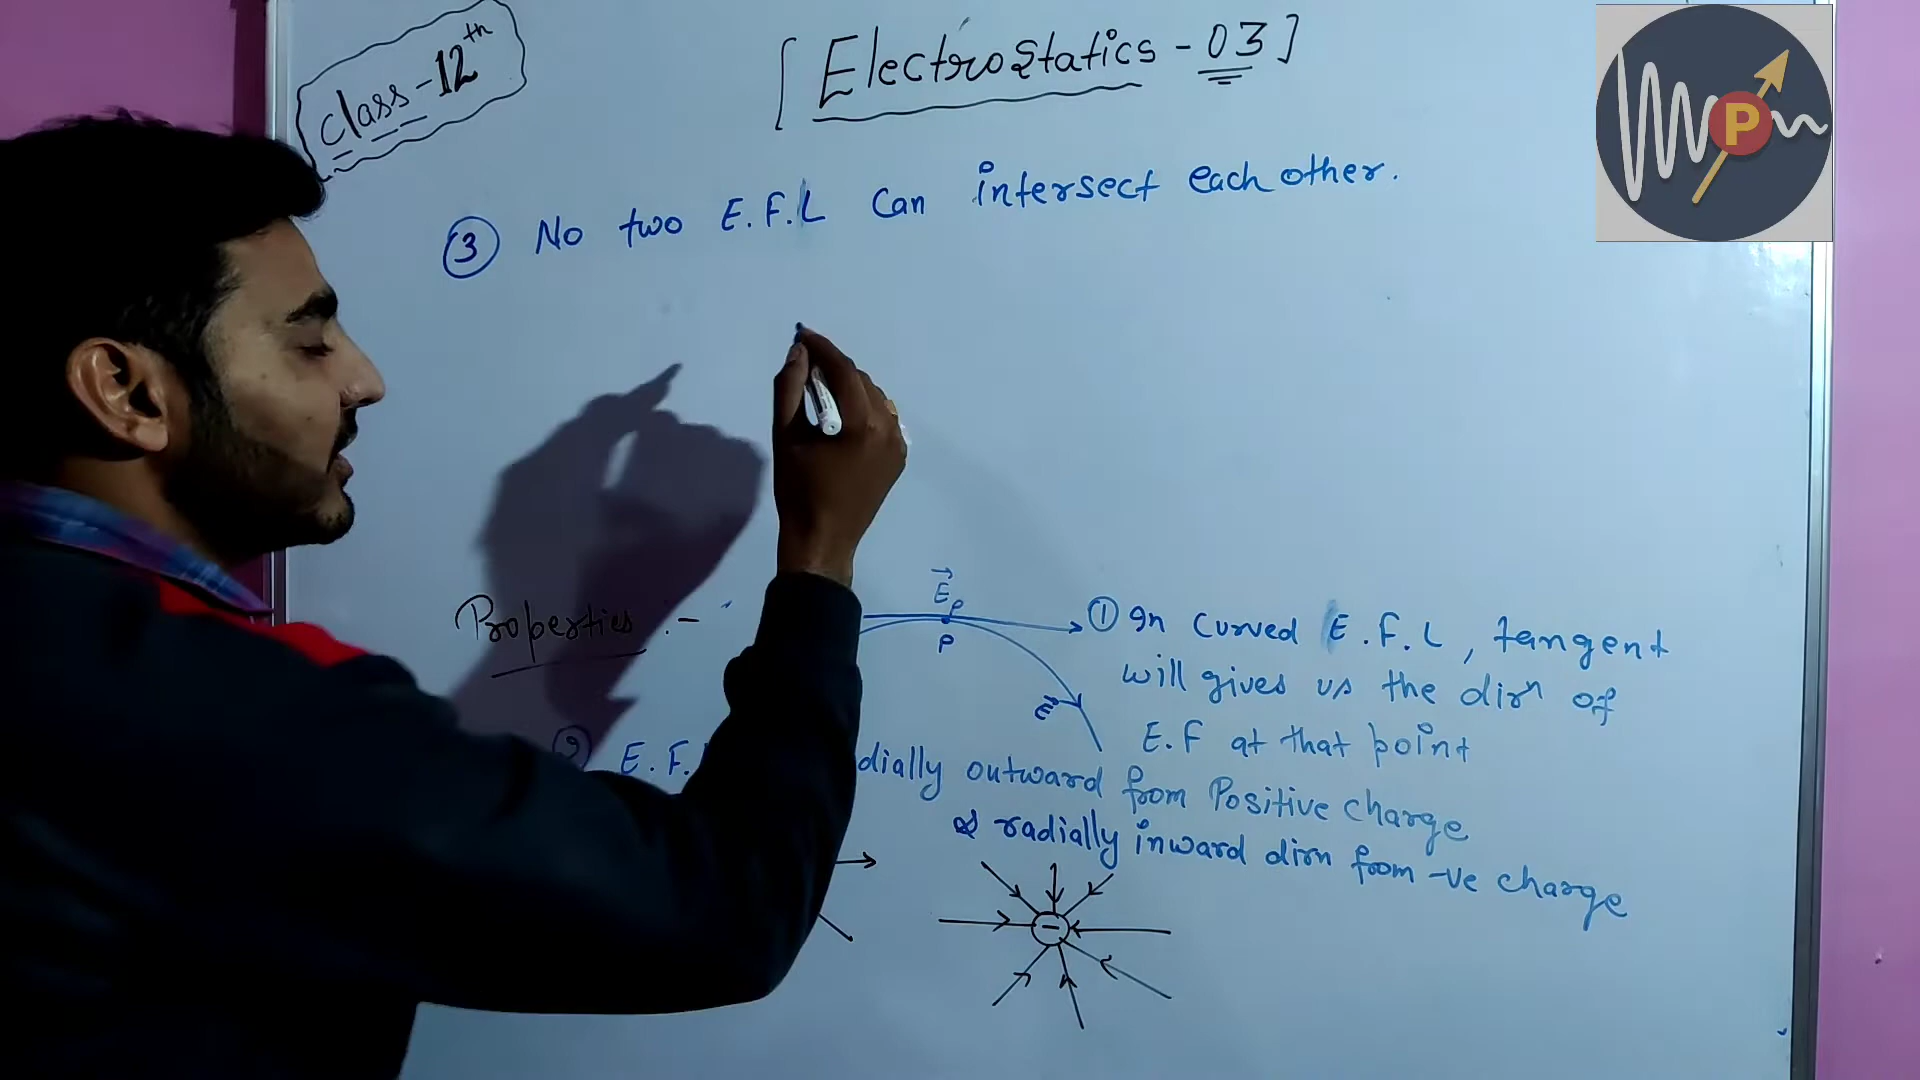 Class-12th
[ Electrostatics - 03 ]
P
③ No two E.F.L Can intersect each other.
Properties :-
E⃗P
P
E⃗
① In Curved E.F.L, tangent
will gives us the dirn of
E.F at that point
② E.F. dially outward from Positive charge
& radially inward dirn from -ve charge
-